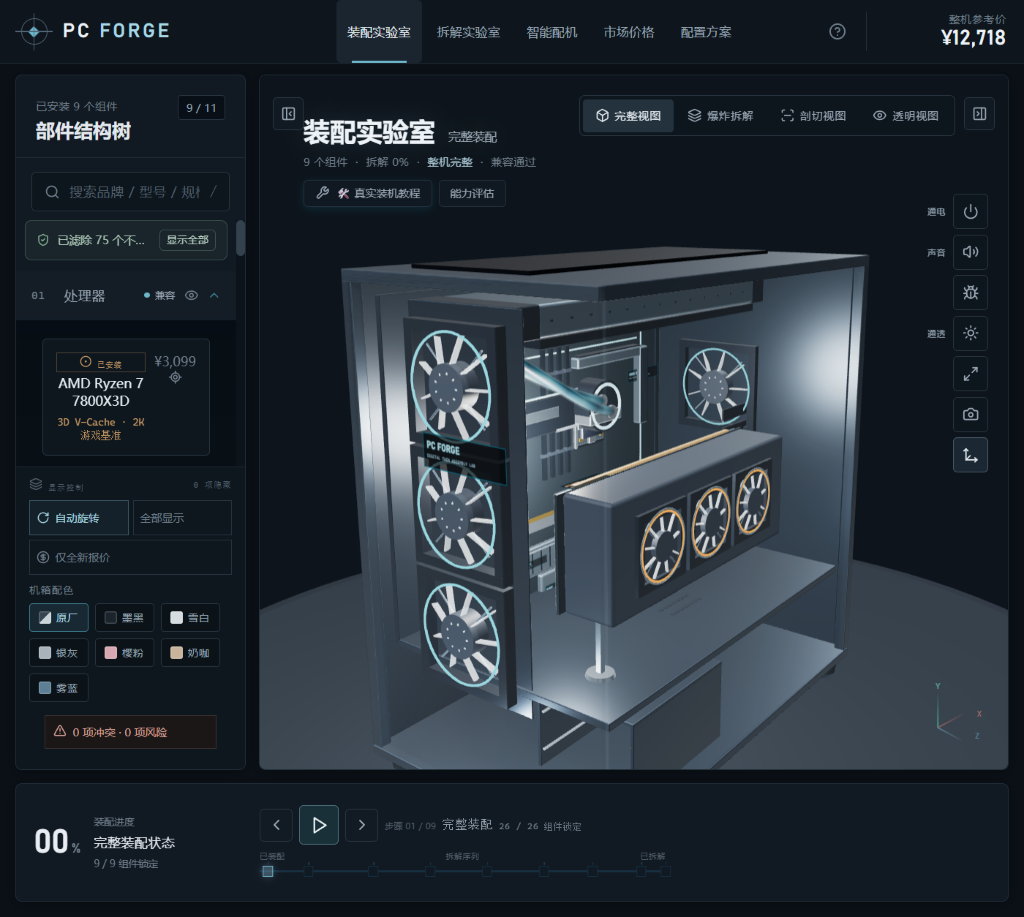 PC FORGE
装配实验室
拆解实验室
智能配机
市场价格
配置方案
整机参考价
¥12,718
已安装 9 个组件
部件结构树
9 / 11
搜索品牌 / 型号 / 规格 /
已滤除 75 个不...
显示全部
01 处理器
兼容
已安装
¥3,099
AMD Ryzen 7
7800X3D
3D V-Cache · 2K
游戏基准
显示控制
0 项隐藏
自动旋转
全部显示
仅全新报价
机箱配色
原厂
墨黑
雪白
银灰
樱粉
奶咖
雾蓝
0 项冲突 · 0 项风险
装配实验室
完整装配
9 个组件 · 拆解 0% · 整机完整 · 兼容通过
真实装机教程
能力评估
完整视图
爆炸拆解
剖切视图
透明视图
通电
声音
通透
PC FORGE
Y
X
Z
00%
装配进度
完整装配状态
9 / 9 组件锁定
步骤 01 / 09
完整装配
26 / 26 组件锁定
已装配
拆解序列
已拆解